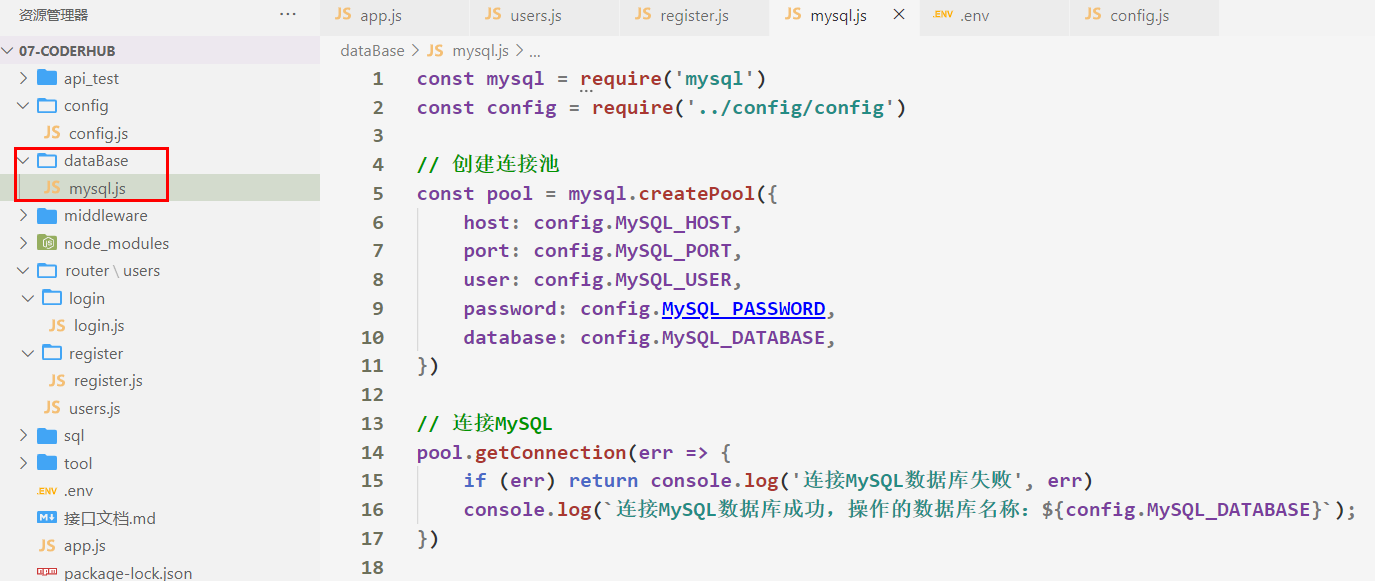 资源管理器 ···
07-CODERHUB
api_test
config
JS config.js
dataBase
JS mysql.js
middleware
node_modules
router \ users
login
JS login.js
register
JS register.js
JS users.js
sql
tool
.ENV .env
接口文档.md
JS app.js
package-lock.json
JS app.js JS users.js JS register.js JS mysql.js × .ENV .env JS config.js
dataBase > JS mysql.js > ...
1 const mysql = require('mysql')
2 const config = require('../config/config')
3
4 // 创建连接池
5 const pool = mysql.createPool({
6 host: config.MySQL_HOST,
7 port: config.MySQL_PORT,
8 user: config.MySQL_USER,
9 password: config.MySQL_PASSWORD,
10 database: config.MySQL_DATABASE,
11 })
12
13 // 连接MySQL
14 pool.getConnection(err => {
15 if (err) return console.log('连接MySQL数据库失败', err)
16 console.log(`连接MySQL数据库成功，操作的数据库名称：${config.MySQL_DATABASE}`);
17 })
18